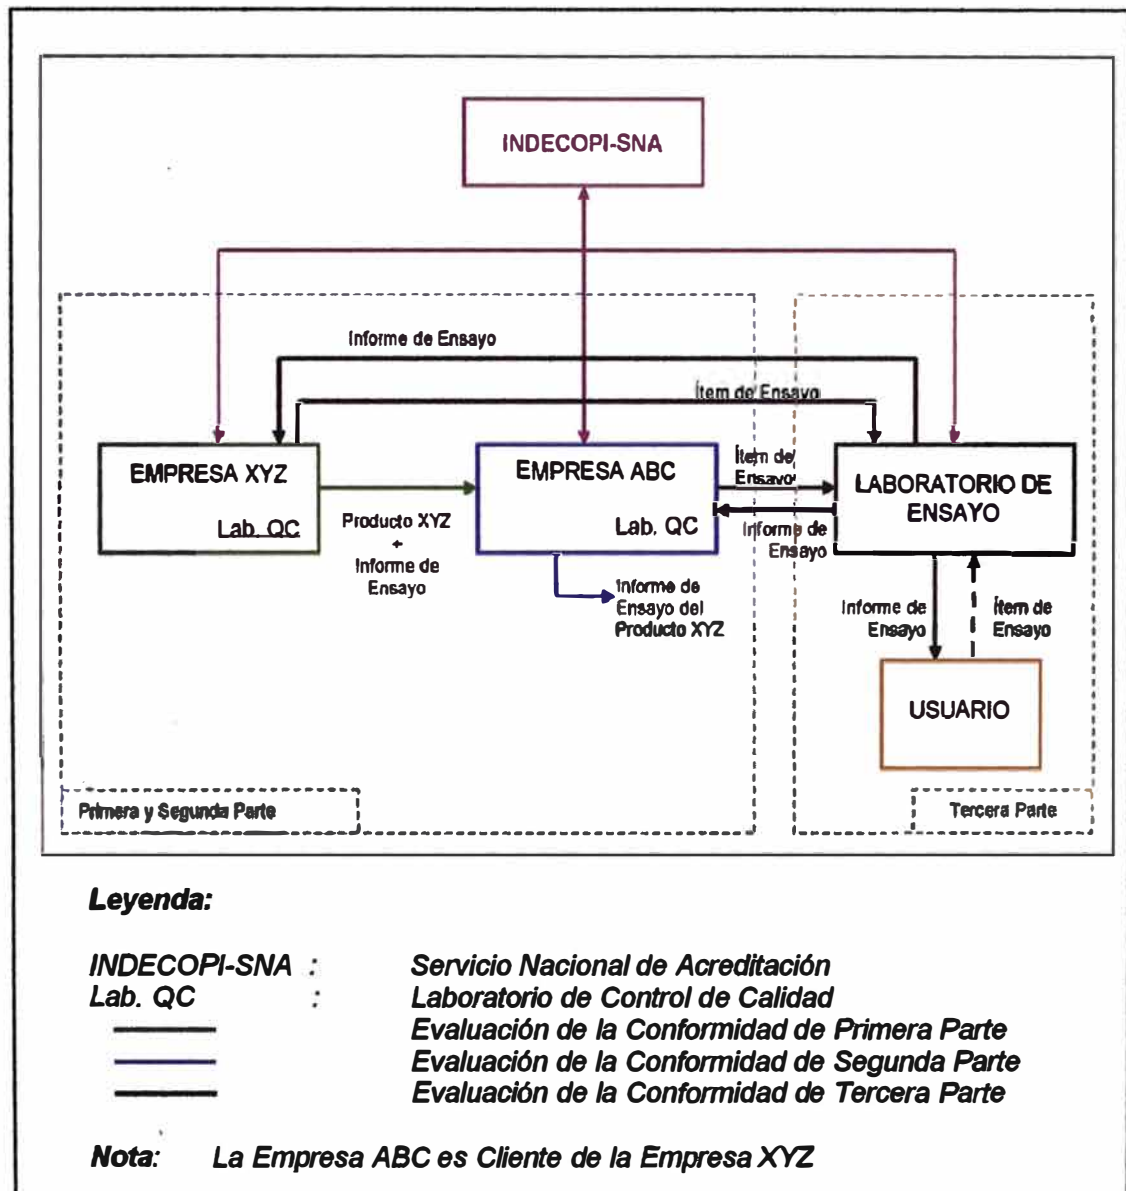 INDECOPI-SNA
Informe de Ensayo
Ítem de Ensayo
EMPRESA XYZ
Lab. QC
EMPRESA ABC
Lab. QC
Ítem de
Ensayo
Informe de
Ensayo
LABORATORIO DE
ENSAYO
Producto XYZ
+
Informe de
Ensayo
Informe de
Ensayo del
Producto XYZ
Informe de
Ensayo
Ítem de
Ensayo
USUARIO
Primera y Segunda Parte
Tercera Parte
Leyenda:
INDECOPI-SNA : Servicio Nacional de Acreditación
Lab. QC : Laboratorio de Control de Calidad
Evaluación de la Conformidad de Primera Parte
Evaluación de la Conformidad de Segunda Parte
Evaluación de la Conformidad de Tercera Parte
Nota: La Empresa ABC es Cliente de la Empresa XYZ